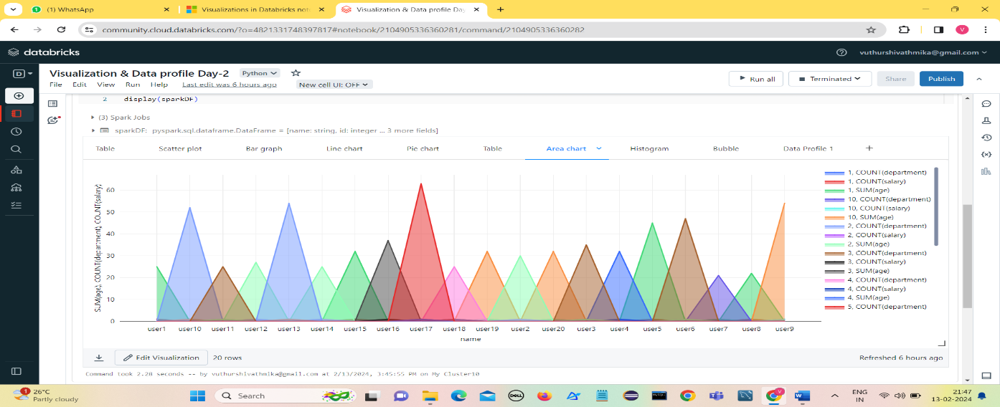 (1) WhatsApp
Visualizations in Databricks not
Visualization & Data profile Day
community.cloud.databricks.com/?o=4821331748397817#notebook/2104905336360281/command/2104905336360282
V
databricks
vuthurshivathmika@gmail.com
D
Visualization & Data profile Day-2
Python
File Edit View Run Help Last edit was 6 hours ago New cell UI: OFF
Run all
Terminated
Share
Publish
2 display(sparkDF)
(3) Spark Jobs
sparkDF: pyspark.sql.dataframe.DataFrame = [name: string, id: integer ... 3 more fields]
Table Scatter plot Bar graph Line chart Pie chart Table Area chart Histogram Bubble Data Profile 1 +
SUM(age), COUNT(department), COUNT(salary)
60
50
40
30
20
10
0
user1 user10 user11 user12 user13 user14 user15 user16 user17 user18 user19 user2 user20 user3 user4 user5 user6 user7 user8 user9
name
1, COUNT(department)
1, COUNT(salary)
1, SUM(age)
10, COUNT(department)
10, COUNT(salary)
10, SUM(age)
2, COUNT(department)
2, COUNT(salary)
2, SUM(age)
3, COUNT(department)
3, COUNT(salary)
3, SUM(age)
4, COUNT(department)
4, COUNT(salary)
4, SUM(age)
5, COUNT(department)
Edit Visualization 20 rows
Refreshed 6 hours ago
Command took 2.28 seconds -- by vuthurshivathmika@gmail.com at 2/13/2024, 3:45:55 PM on My Cluster10
1
26°C
Partly cloudy
Search
DELL
ENG
IN
21:47
13-02-2024